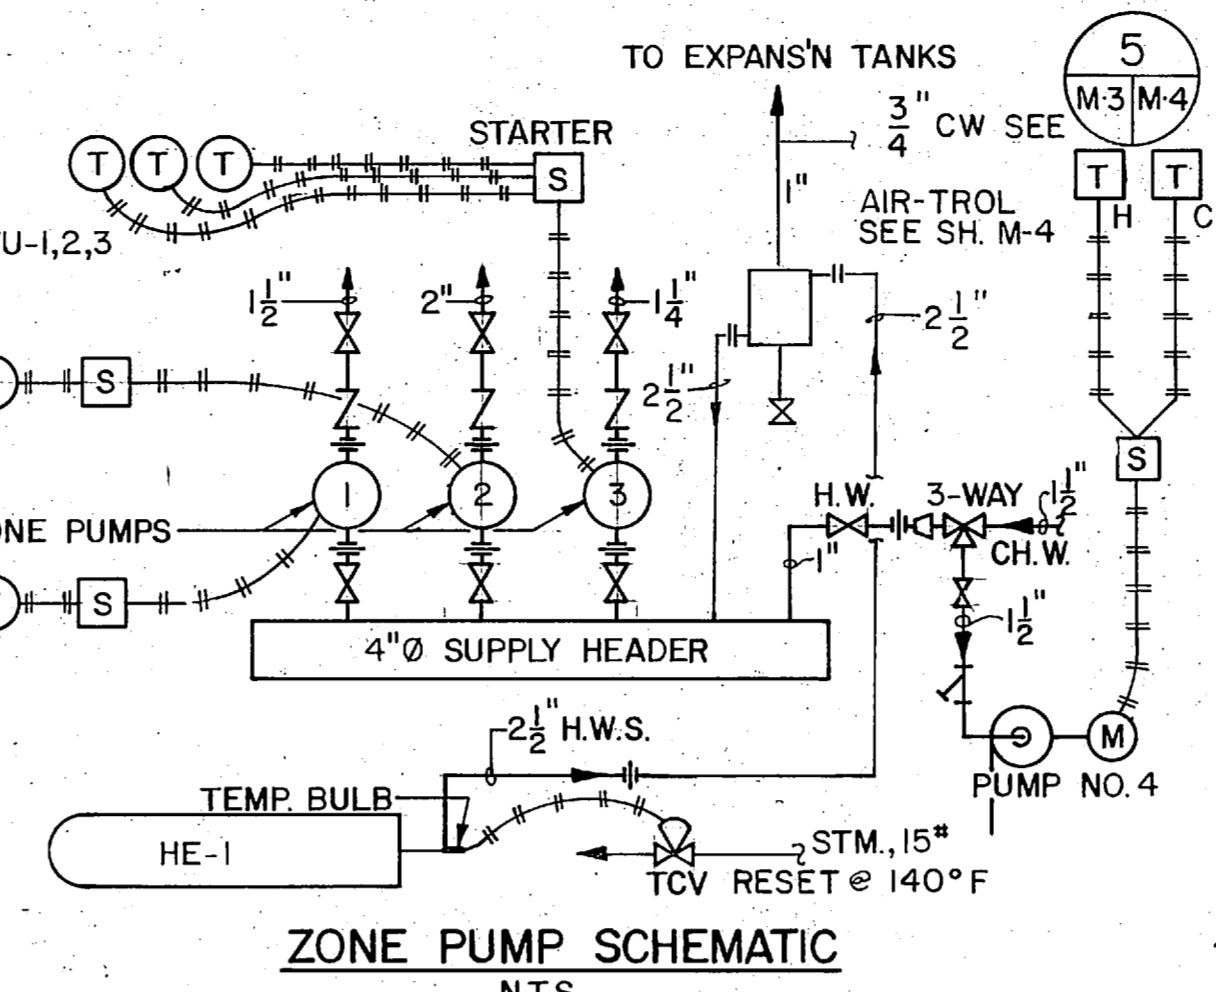 TO EXPANS'N TANKS
5
M·3 M·4
3/4" CW SEE
STARTER
T T T
S
1"
T T
H C
AIR-TROL
SEE SH. M-4
U-1,2,3
1 1/2"
2"
1 1/4"
2 1/2"
S
2 1/2"
S
H.W.
3-WAY
1 1/2"
1 2 3
ONE PUMPS
1"
CH.W.
S
1 1/2"
4"Ø SUPPLY HEADER
2 1/2" H.W.S.
M
PUMP NO. 4
TEMP. BULB
HE-1
STM., 15#
TCV RESET @ 140°F
ZONE PUMP SCHEMATIC
N.T.S.